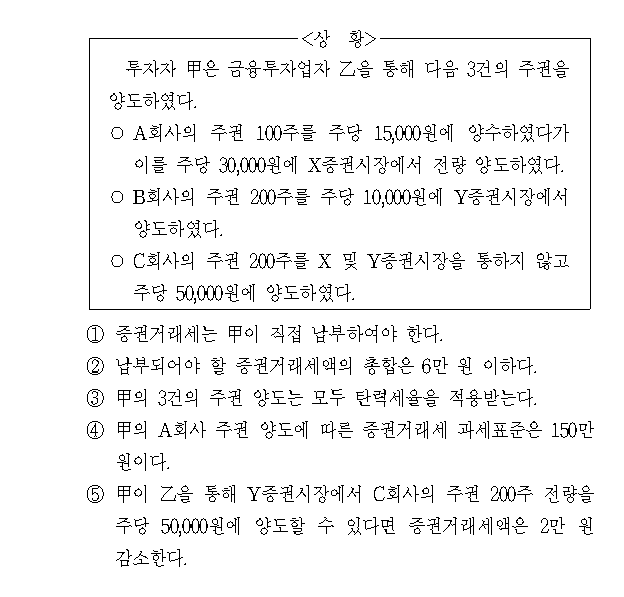 <상 황>
투자자 甲은 금융투자업자 乙을 통해 다음 3건의 주권을
양도하였다.
○ A회사의 주권 100주를 주당 15,000원에 양수하였다가
이를 주당 30,000원에 X증권시장에서 전량 양도하였다.
○ B회사의 주권 200주를 주당 10,000원에 Y증권시장에서
양도하였다.
○ C회사의 주권 200주를 X 및 Y증권시장을 통하지 않고
주당 50,000원에 양도하였다.
① 증권거래세는 甲이 직접 납부하여야 한다.
② 납부되어야 할 증권거래세액의 총합은 6만 원 이하다.
③ 甲의 3건의 주권 양도는 모두 탄력세율을 적용받는다.
④ 甲의 A회사 주권 양도에 따른 증권거래세 과세표준은 150만
원이다.
⑤ 甲이 乙을 통해 Y증권시장에서 C회사의 주권 200주 전량을
주당 50,000원에 양도할 수 있다면 증권거래세액은 2만 원
감소한다.